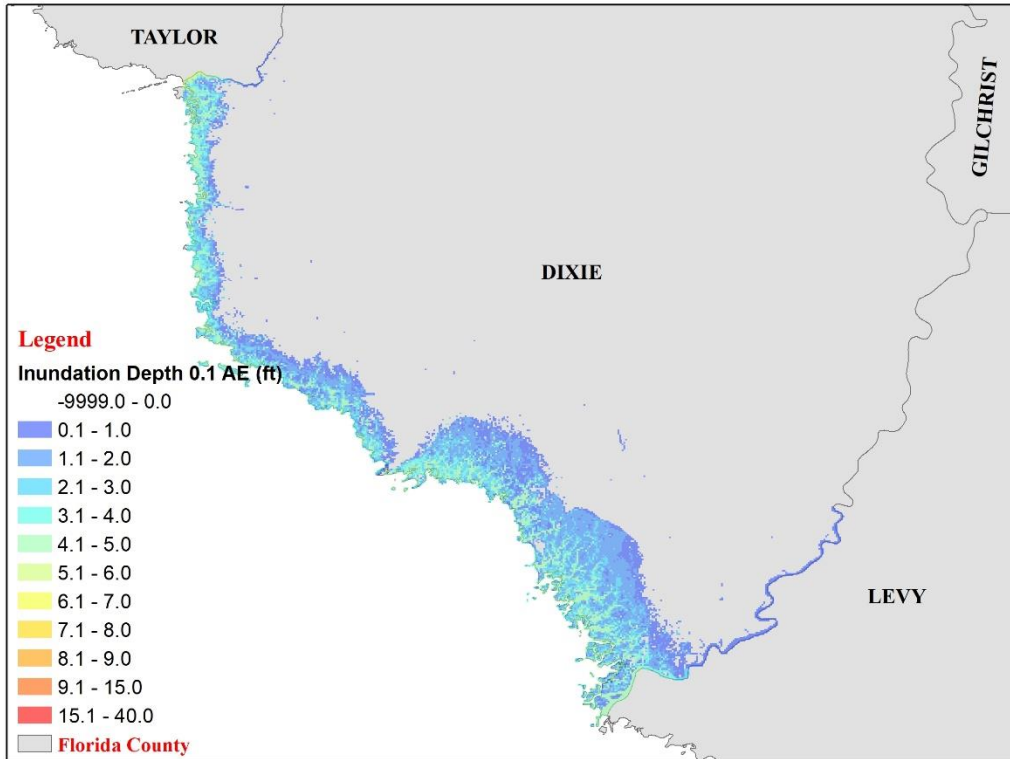 TAYLOR
GILCHRIST
DIXIE
Legend
Inundation Depth 0.1 AE (ft)
-9999.0 - 0.0
0.1 - 1.0
1.1 - 2.0
2.1 - 3.0
3.1 - 4.0
4.1 - 5.0
5.1 - 6.0
6.1 - 7.0
7.1 - 8.0
8.1 - 9.0
9.1 - 15.0
15.1 - 40.0
Florida County
LEVY